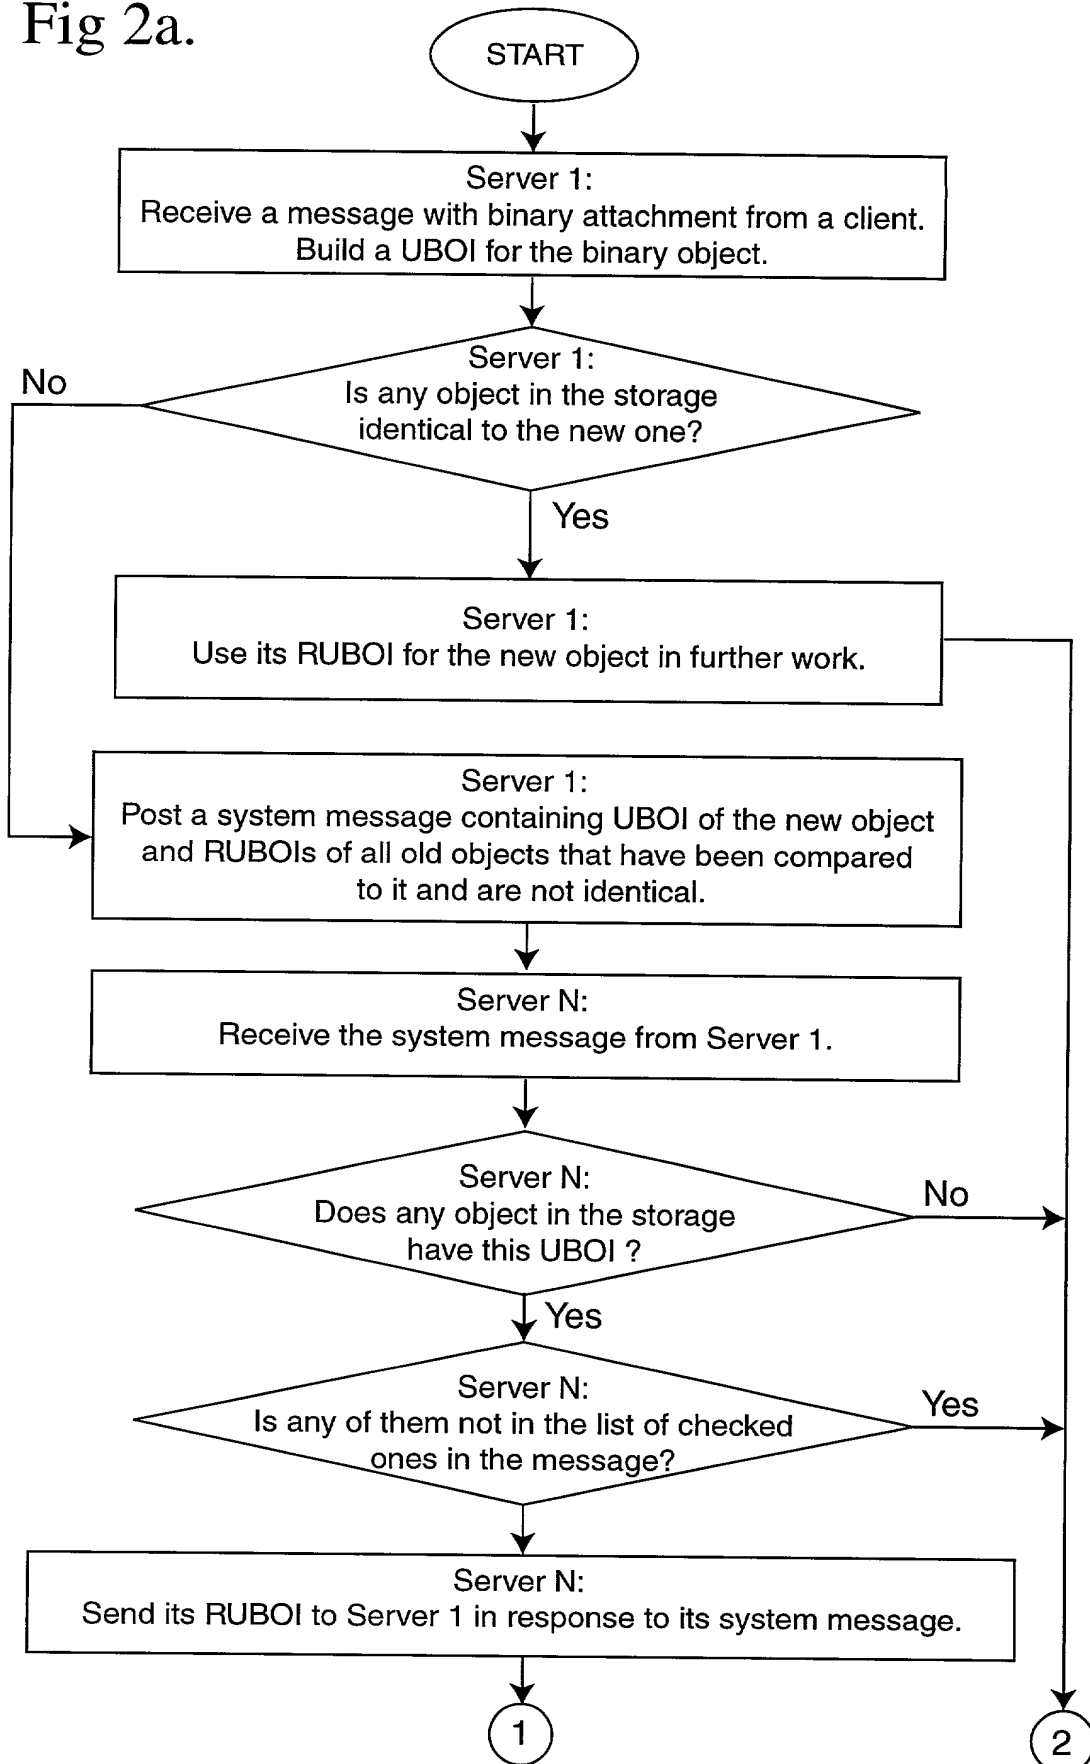 Fig 2a.
START
Server 1:
Receive a message with binary attachment from a client.
Build a UBOI for the binary object.
Server 1:
Is any object in the storage
identical to the new one?
No
Yes
Server 1:
Use its RUBOI for the new object in further work.
Server 1:
Post a system message containing UBOI of the new object
and RUBOIs of all old objects that have been compared
to it and are not identical.
Server N:
Receive the system message from Server 1.
Server N:
Does any object in the storage
have this UBOI ?
No
Yes
Server N:
Is any of them not in the list of checked
ones in the message?
Yes
Server N:
Send its RUBOI to Server 1 in response to its system message.
1
2